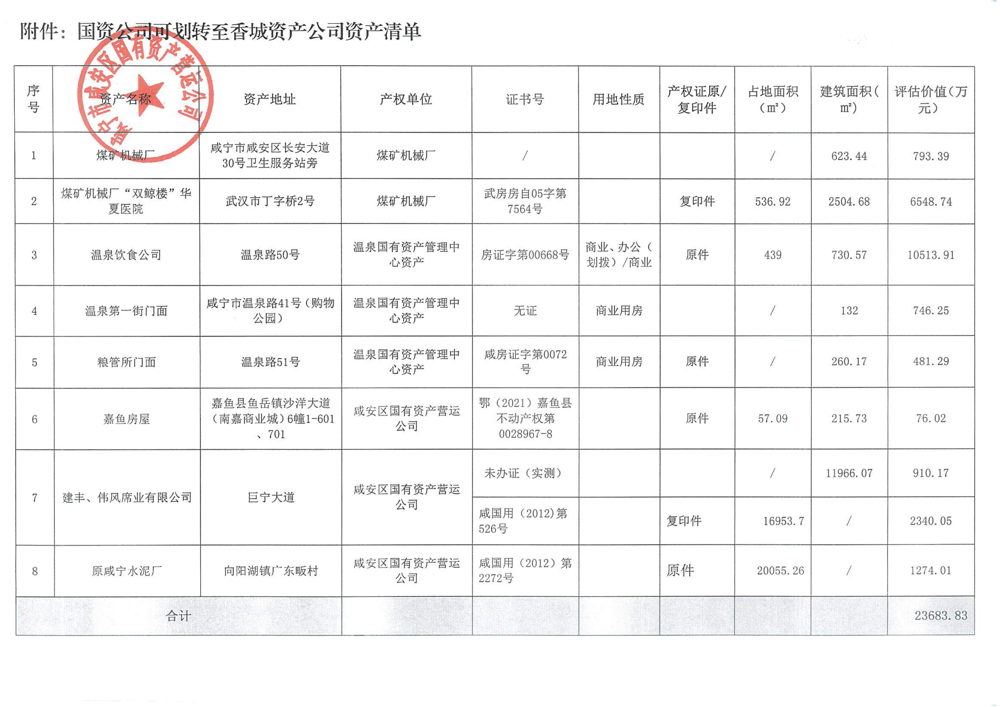 附件：国资公司可划转至香城资产公司资产清单
咸宁市咸安区国有资产营运公司
序号 资产名称 资产地址 产权单位 证书号 用地性质 产权证原/复印件 占地面积（㎡） 建筑面积(㎡) 评估价值(万元)
1 煤矿机械厂 咸宁市咸安区长安大道30号卫生服务站旁 煤矿机械厂 / / 623.44 793.39
2 煤矿机械厂“双鲸楼”华夏医院 武汉市丁字桥2号 煤矿机械厂 武房房自05字第7564号 复印件 536.92 2504.68 6548.74
3 温泉饮食公司 温泉路50号 温泉国有资产管理中心资产 房证字第00668号 商业、办公（划拨）/商业 原件 439 730.57 10513.91
4 温泉第一街门面 咸宁市温泉路41号(购物公园) 温泉国有资产管理中心资产 无证 商业用房 / 132 746.25
5 粮管所门面 温泉路51号 温泉国有资产管理中心资产 咸房证字第0072号 商业用房 原件 / 260.17 481.29
6 嘉鱼房屋 嘉鱼县鱼岳镇沙洋大道(南嘉商业城)6幢1-601、701 咸安区国有资产营运公司 鄂（2021）嘉鱼县不动产权第0028967-8 原件 57.09 215.73 76.02
7 建丰、伟风席业有限公司 巨宁大道 咸安区国有资产营运公司 未办证（实测） / 11966.07 910.17
咸国用（2012)第526号 复印件 16953.7 / 2340.05
8 原咸宁水泥厂 向阳湖镇广东畈村 咸安区国有资产营运公司 咸国用（2012）第2272号 原件 20055.26 / 1274.01
合计 23683.83